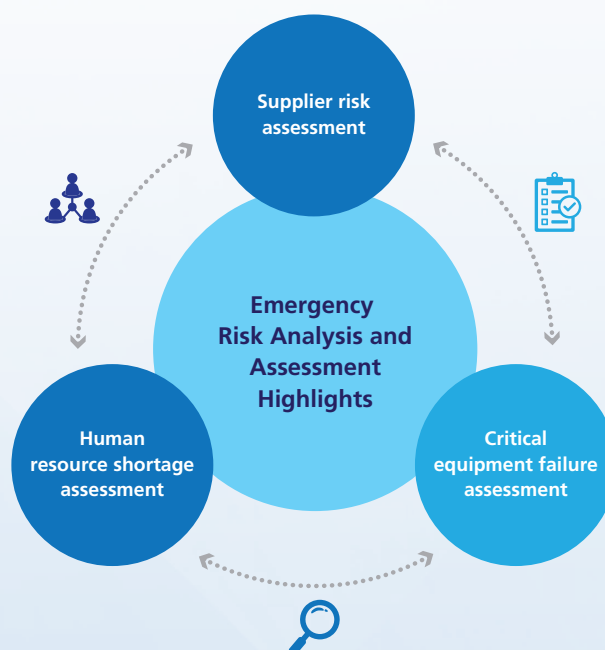 Supplier risk
assessment
Emergency
Risk Analysis and
Assessment
Highlights
Human
resource shortage
assessment
Critical
equipment failure
assessment